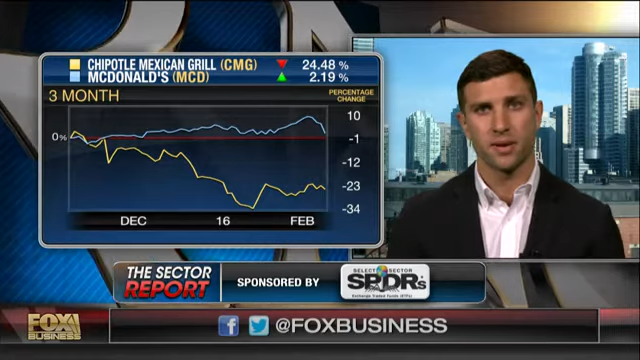 CHIPOTLE MEXICAN GRILL (CMG) 24.48 %
MCDONALD'S (MCD) 2.19 %
3 MONTH
PERCENTAGE
CHANGE
0%
10
-1
-12
-23
-34
DEC 16 FEB
THE SECTOR
REPORT
SPONSORED BY
SELECT SECTOR
SPDRs
Exchange Traded Funds (ETFs)
FOX
BUSINESS
@FOXBUSINESS